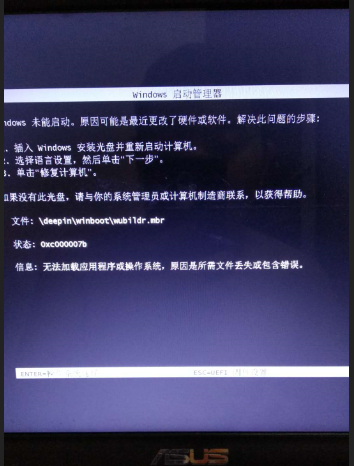 Windows 启动管理器
ndows 未能启动。原因可能是最近更改了硬件或软件。解决此问题的步骤:
. 插入 Windows 安装光盘并重新启动计算机。
. 选择语言设置，然后单击"下一步"。
. 单击"修复计算机"。
如果没有此光盘，请与你的系统管理员或计算机制造商联系，以获得帮助。
文件: \deepin\winboot\wubildr.mbr
状态: 0xc000007b
信息: 无法加载应用程序或操作系统，原因是所需文件丢失或包含错误。
ENTER=
ASUS